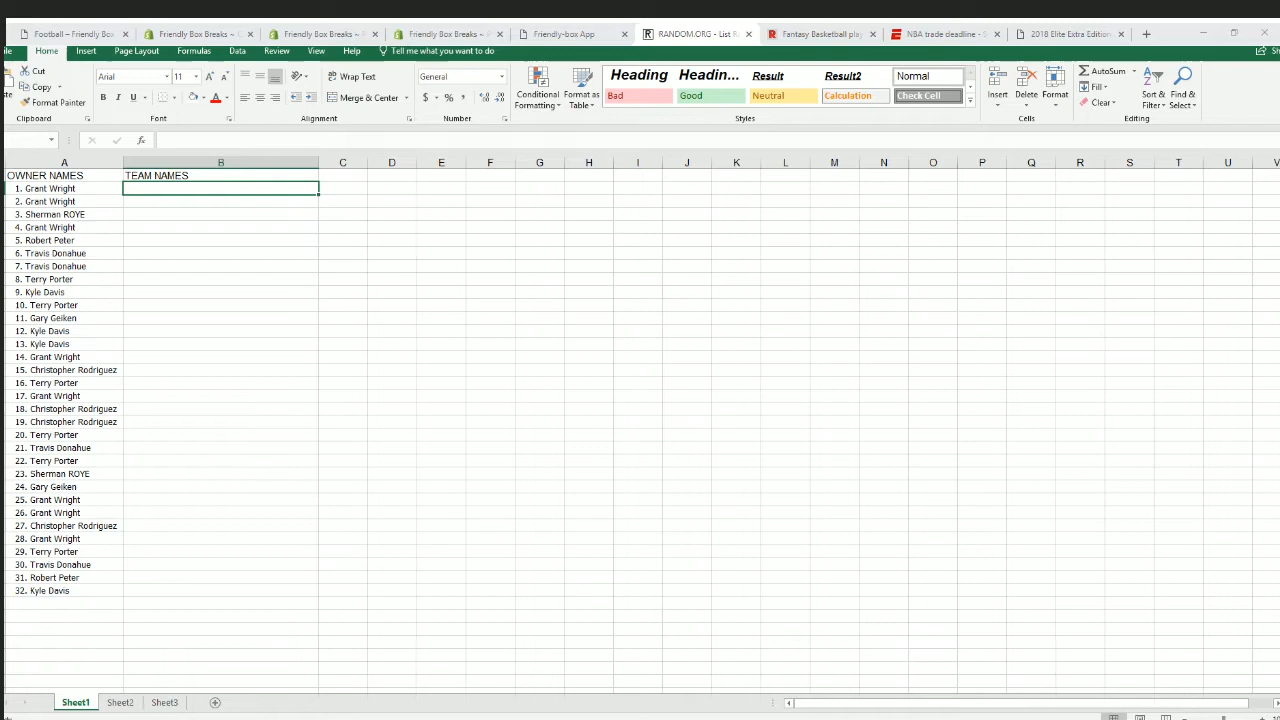 Football – Friendly Box
Friendly Box Breaks ~
Friendly Box Breaks ~
Friendly Box Breaks ~
Friendly-box App
RANDOM.ORG - List R
Fantasy Basketball play
NBA trade deadline - S
2018 Elite Extra Edition
Home Insert Page Layout Formulas Data Review View Help Tell me what you want to do
Cut
Copy
Format Painter
Clipboard
Arial 11
B I U
Font
Wrap Text
Merge & Center
Alignment
General
$ % ,
Number
Conditional Formatting
Format as Table
Heading Headin... Result Result2 Normal
Bad Good Neutral Calculation Check Cell
Styles
Insert Delete Format
Cells
AutoSum
Fill
Clear
Sort & Filter
Find & Select
Editing
fx
A B C D E F G H I J K L M N O P Q R S T U
OWNER NAMES TEAM NAMES
1. Grant Wright
2. Grant Wright
3. Sherman ROYE
4. Grant Wright
5. Robert Peter
6. Travis Donahue
7. Travis Donahue
8. Terry Porter
9. Kyle Davis
10. Terry Porter
11. Gary Geiken
12. Kyle Davis
13. Kyle Davis
14. Grant Wright
15. Christopher Rodriguez
16. Terry Porter
17. Grant Wright
18. Christopher Rodriguez
19. Christopher Rodriguez
20. Terry Porter
21. Travis Donahue
22. Terry Porter
23. Sherman ROYE
24. Gary Geiken
25. Grant Wright
26. Grant Wright
27. Christopher Rodriguez
28. Grant Wright
29. Terry Porter
30. Travis Donahue
31. Robert Peter
32. Kyle Davis
Sheet1 Sheet2 Sheet3